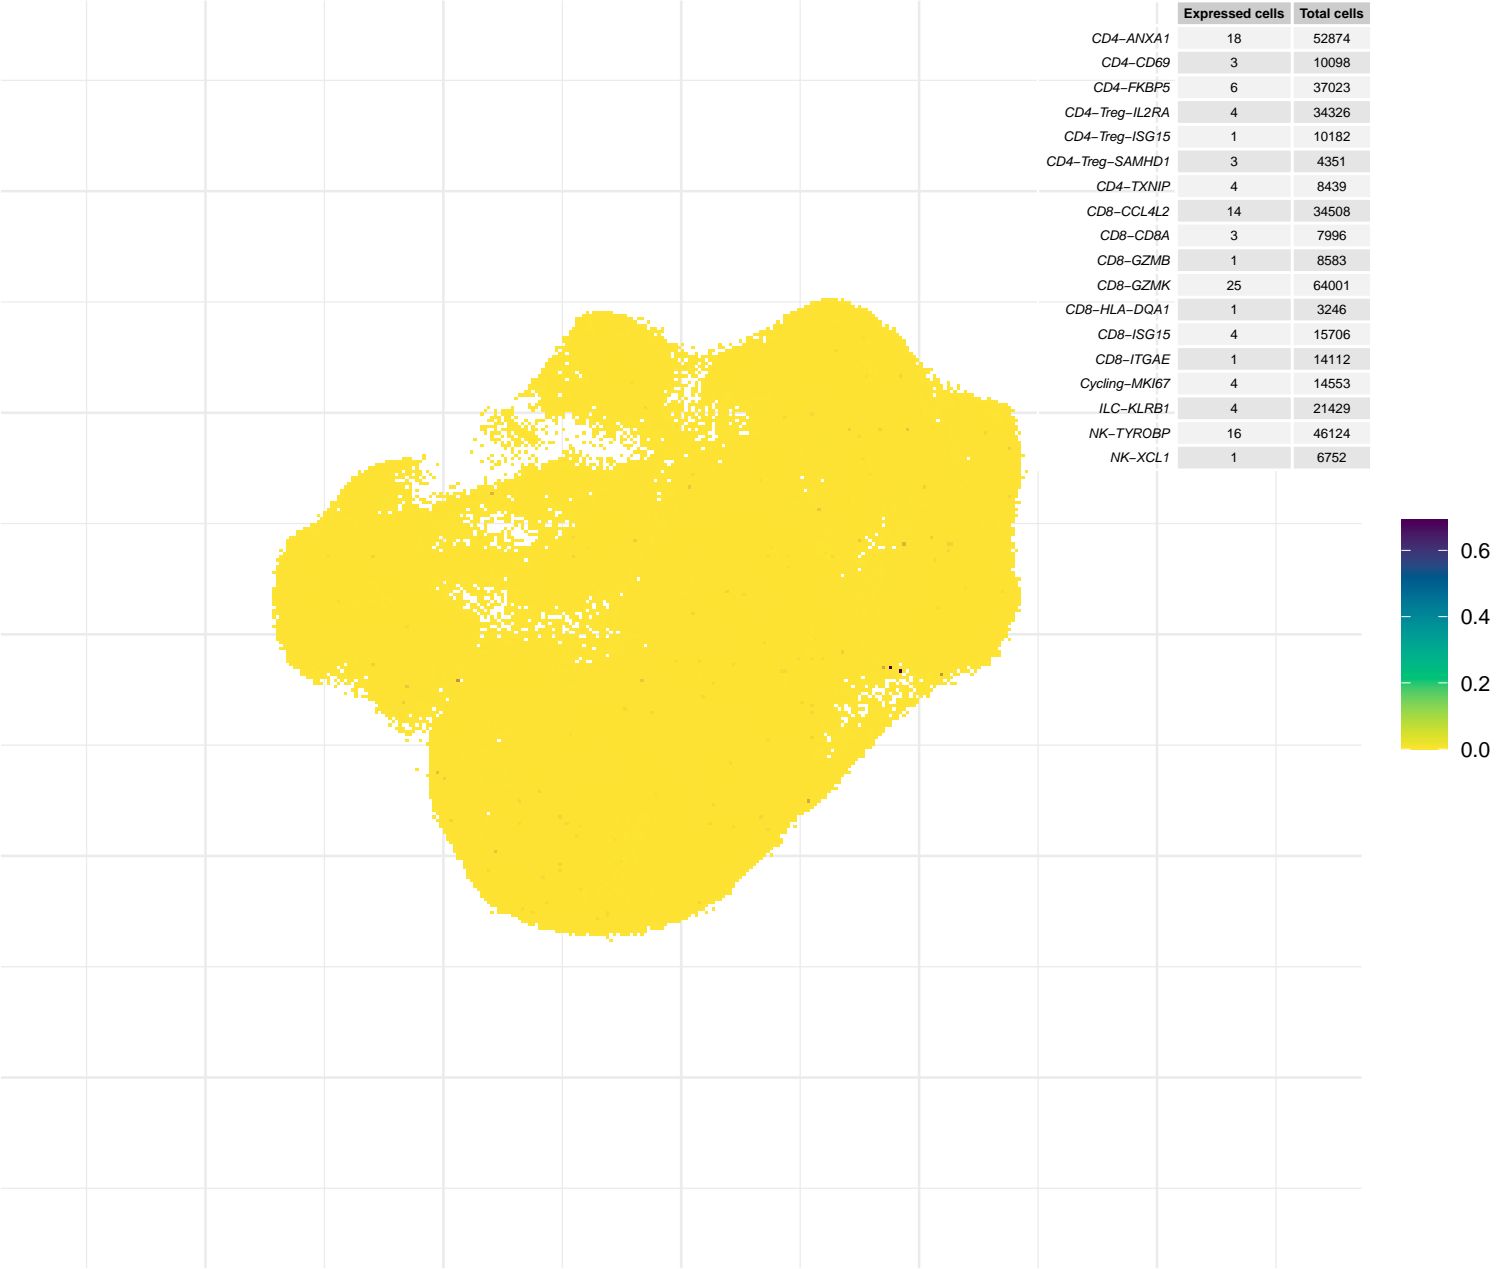 Expressed cells Total cells
CD4−ANXA1 18 52874
CD4−CD69 3 10098
CD4−FKBP5 6 37023
CD4−Treg−IL2RA 4 34326
CD4−Treg−ISG15 1 10182
CD4−Treg−SAMHD1 3 4351
CD4−TXNIP 4 8439
CD8−CCL4L2 14 34508
CD8−CD8A 3 7996
CD8−GZMB 1 8583
CD8−GZMK 25 64001
CD8−HLA−DQA1 1 3246
CD8−ISG15 4 15706
CD8−ITGAE 1 14112
Cycling−MKI67 4 14553
ILC−KLRB1 4 21429
NK−TYROBP 16 46124
NK−XCL1 1 6752
0.6
0.4
0.2
0.0